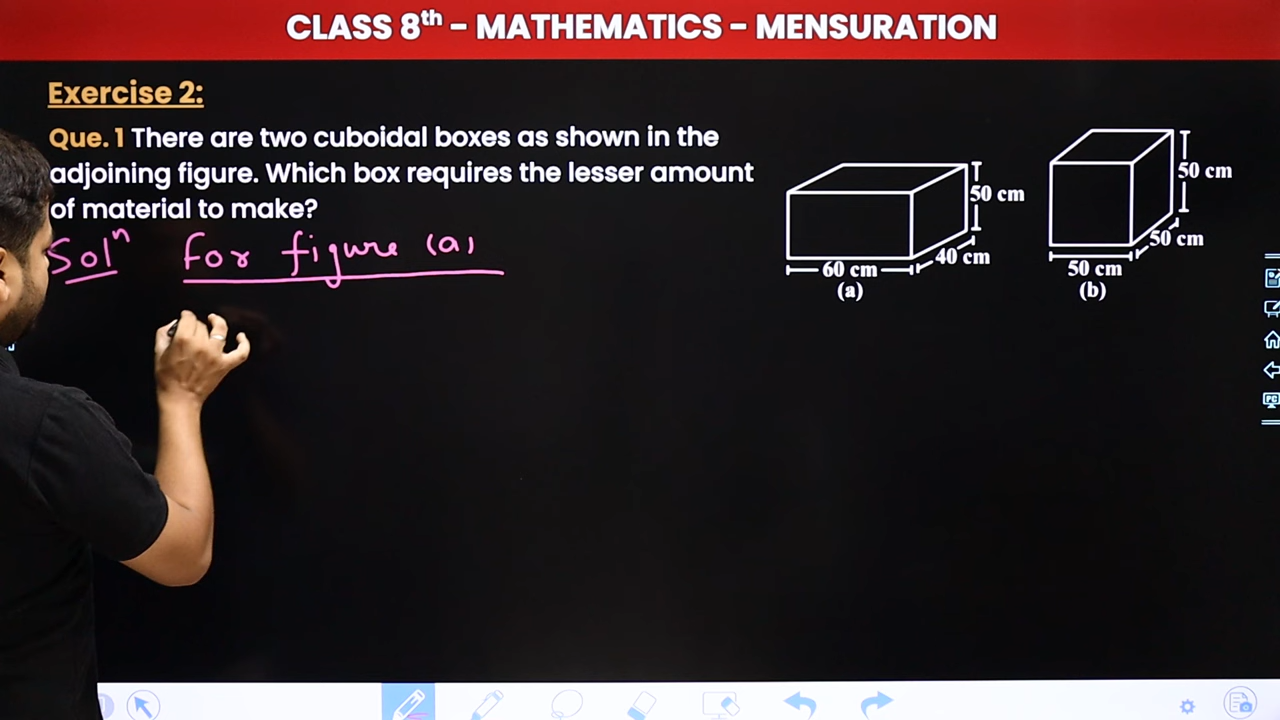 CLASS 8th - MATHEMATICS - MENSURATION
Exercise 2:
Que. 1 There are two cuboidal boxes as shown in the
adjoining figure. Which box requires the lesser amount
of material to make?
Solⁿ for figure (a)
50 cm
40 cm
60 cm
(a)
50 cm
50 cm
50 cm
(b)
PC